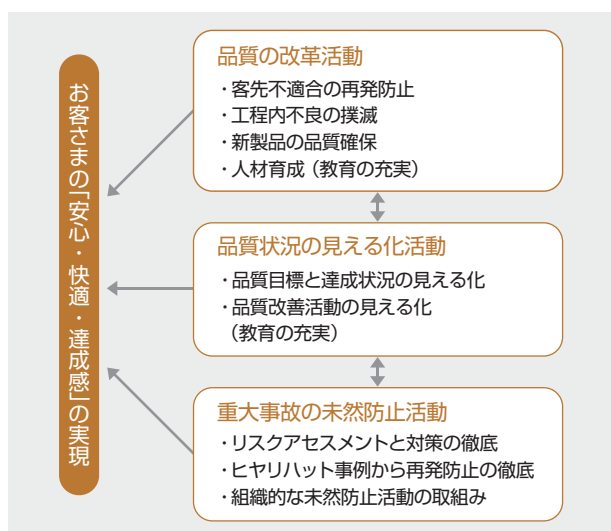 お客さまの「安心・快適・達成感」の実現
品質の改革活動
・客先不適合の再発防止
・工程内不良の撲滅
・新製品の品質確保
・人材育成（教育の充実）
品質状況の見える化活動
・品質目標と達成状況の見える化
・品質改善活動の見える化
（教育の充実）
重大事故の未然防止活動
・リスクアセスメントと対策の徹底
・ヒヤリハット事例から再発防止の徹底
・組織的な未然防止活動の取組み